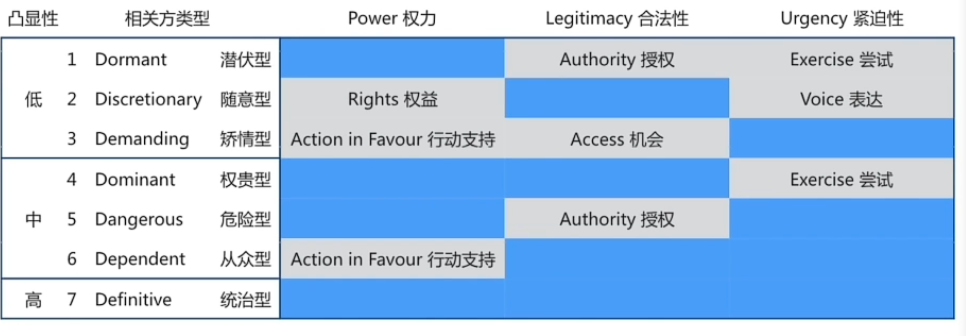 凸显性 相关方类型 Power 权力 Legitimacy 合法性 Urgency 紧迫性
1 Dormant 潜伏型 Authority 授权 Exercise 尝试
低 2 Discretionary 随意型 Rights 权益 Voice 表达
3 Demanding 矫情型 Action in Favour 行动支持 Access 机会
4 Dominant 权贵型 Exercise 尝试
中 5 Dangerous 危险型 Authority 授权
6 Dependent 从众型 Action in Favour 行动支持
高 7 Definitive 统治型